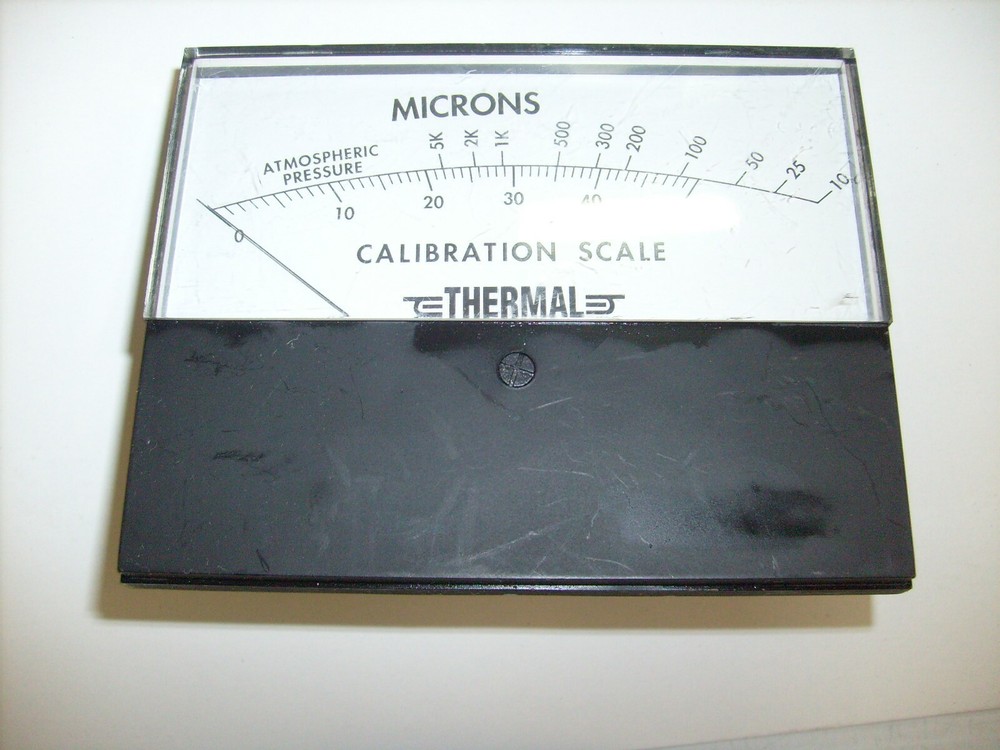 MICRONS
ATMOSPHERIC
PRESSURE
5K 2K 1K 500 300 200 100 50 25 10
0 10 20 30 40
CALIBRATION SCALE
THERMAL